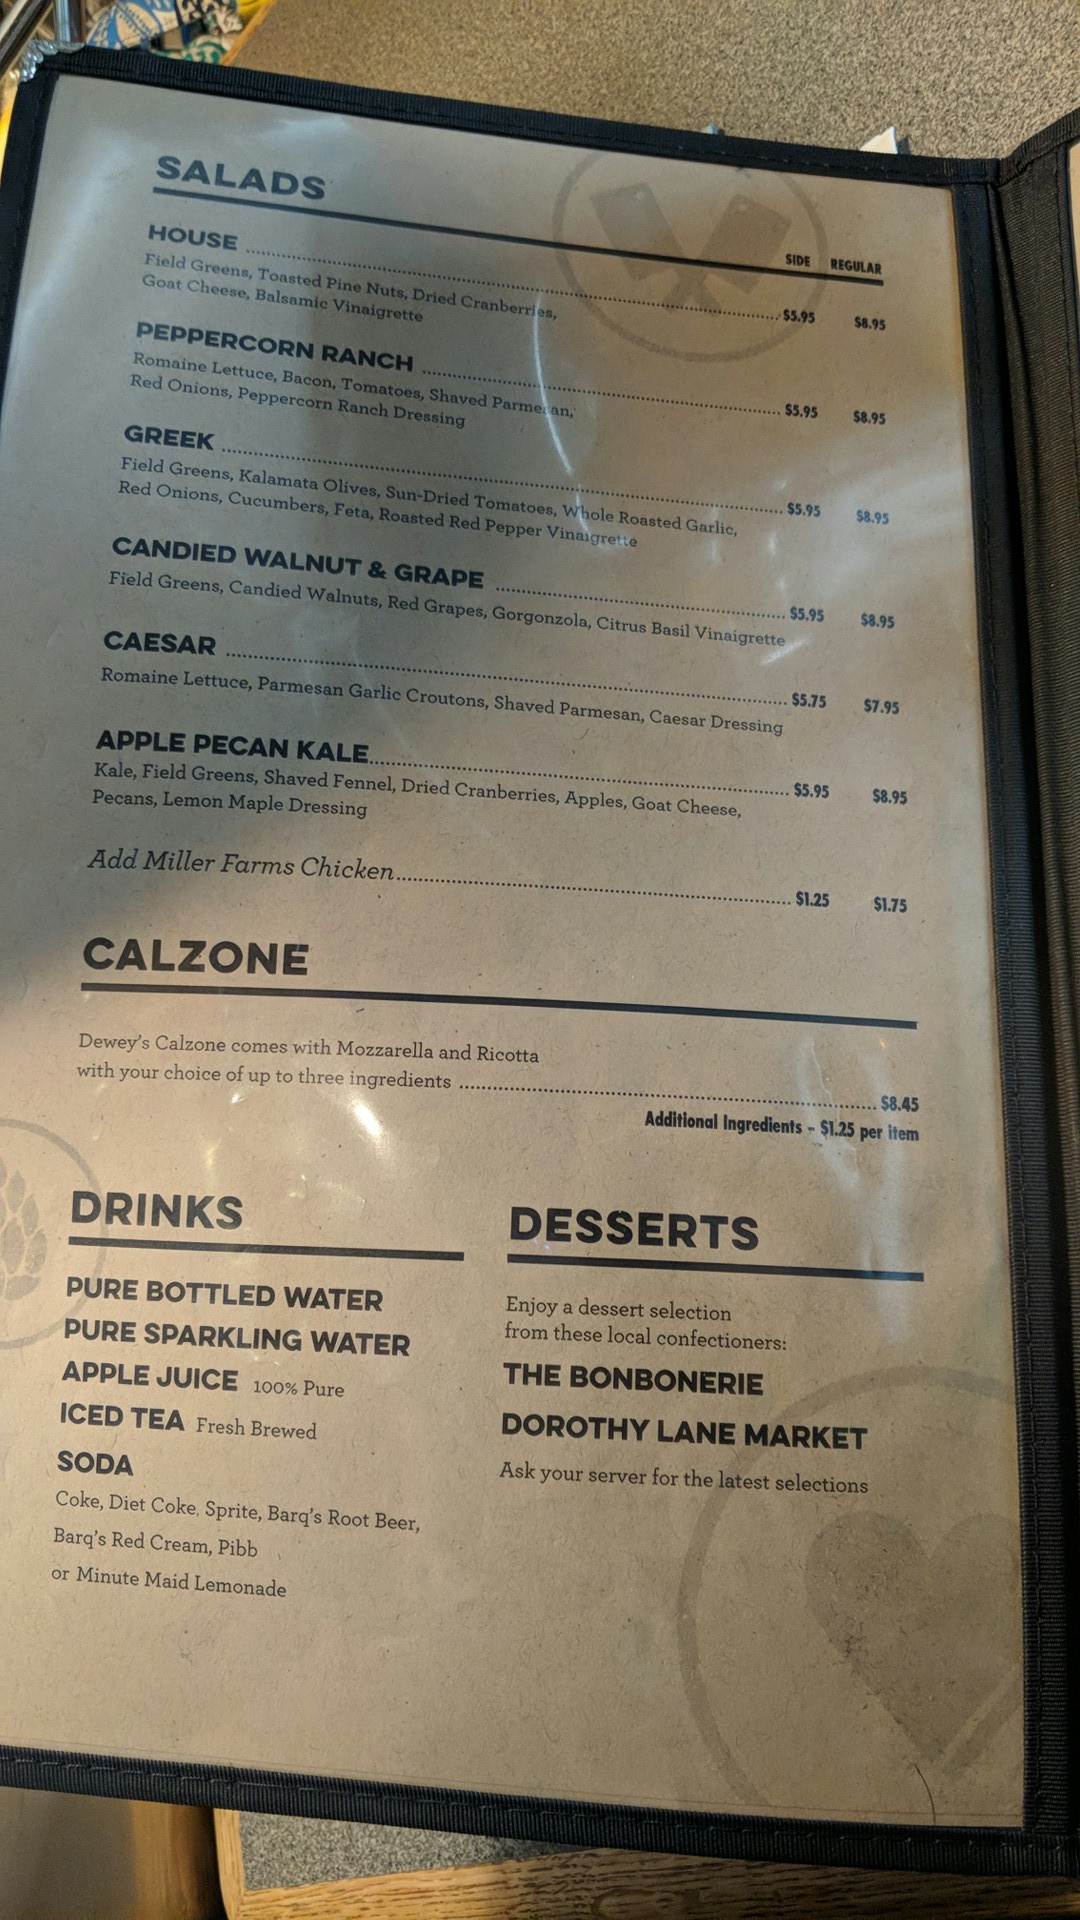 SALADS
SIDE REGULAR
HOUSE ........ $5.95 $8.95
Field Greens, Toasted Pine Nuts, Dried Cranberries,
Goat Cheese, Balsamic Vinaigrette
PEPPERCORN RANCH ........ $5.95 $8.95
Romaine Lettuce, Bacon, Tomatoes, Shaved Parmesan,
Red Onions, Peppercorn Ranch Dressing
GREEK ........ $5.95 $8.95
Field Greens, Kalamata Olives, Sun-Dried Tomatoes, Whole Roasted Garlic,
Red Onions, Cucumbers, Feta, Roasted Red Pepper Vinaigrette
CANDIED WALNUT & GRAPE ........ $5.95 $8.95
Field Greens, Candied Walnuts, Red Grapes, Gorgonzola, Citrus Basil Vinaigrette
CAESAR ........ $5.75 $7.95
Romaine Lettuce, Parmesan Garlic Croutons, Shaved Parmesan, Caesar Dressing
APPLE PECAN KALE ........ $5.95 $8.95
Kale, Field Greens, Shaved Fennel, Dried Cranberries, Apples, Goat Cheese,
Pecans, Lemon Maple Dressing
Add Miller Farms Chicken ........ $1.25 $1.75
CALZONE
Dewey's Calzone comes with Mozzarella and Ricotta
with your choice of up to three ingredients ........ $8.45
Additional Ingredients - $1.25 per item
DRINKS
PURE BOTTLED WATER
PURE SPARKLING WATER
APPLE JUICE 100% Pure
ICED TEA Fresh Brewed
SODA
Coke, Diet Coke, Sprite, Barq's Root Beer,
Barq's Red Cream, Pibb
or Minute Maid Lemonade
DESSERTS
Enjoy a dessert selection
from these local confectioners:
THE BONBONERIE
DOROTHY LANE MARKET
Ask your server for the latest selections